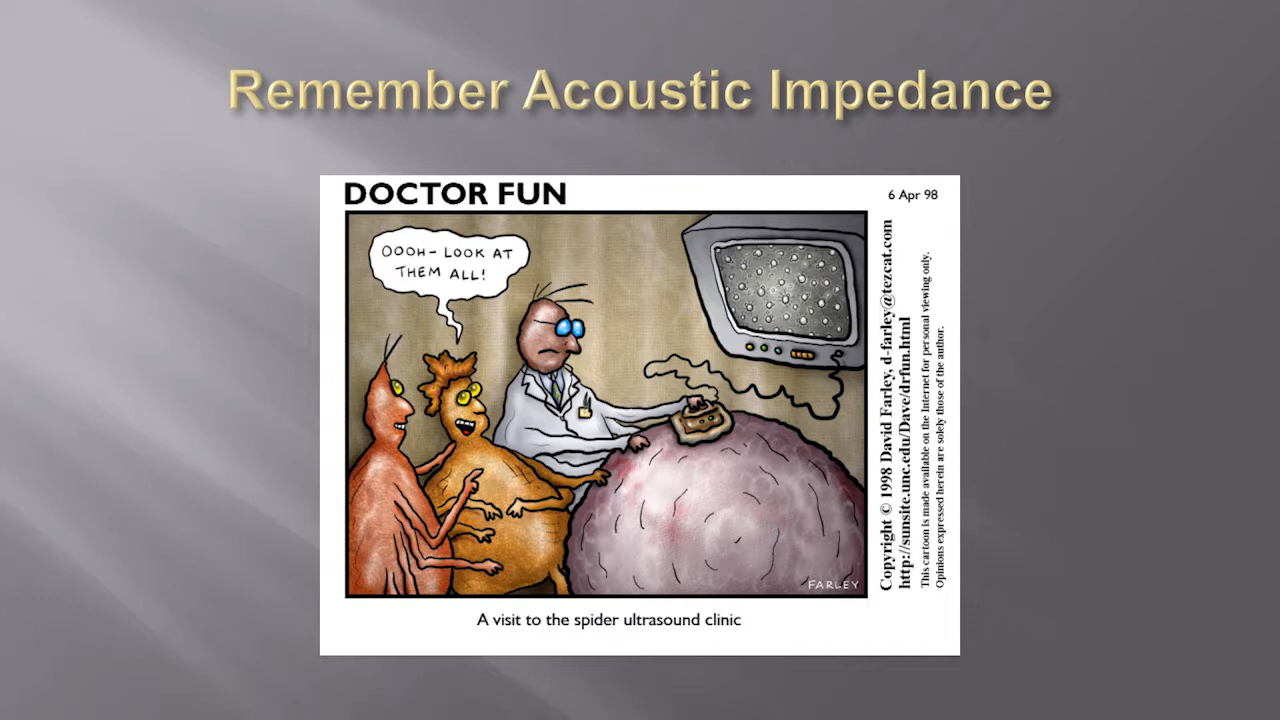 Remember Acoustic Impedance
DOCTOR FUN
6 Apr 98
OOOH- LOOK AT
THEM ALL!
Copyright © 1998 David Farley, d-farley@tezcat.com
http://sunsite.unc.edu/Dave/drfun.html
This cartoon is made available on the Internet for personal viewing only.
Opinions expressed herein are solely those of the author.
FARLEY
A visit to the spider ultrasound clinic